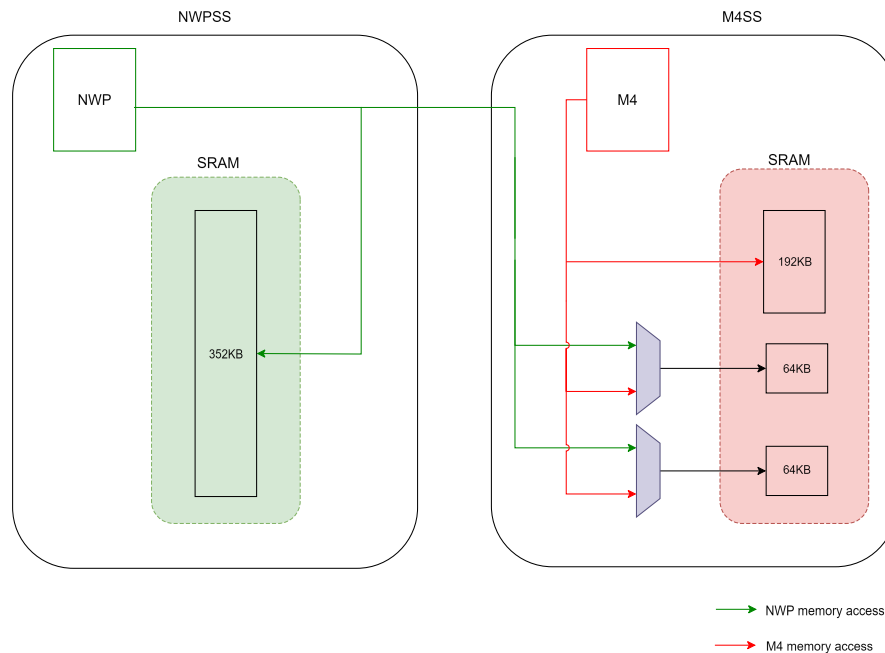 NWPSS
M4SS
NWP
M4
SRAM
SRAM
192KB
352KB
64KB
64KB
NWP memory access
M4 memory access